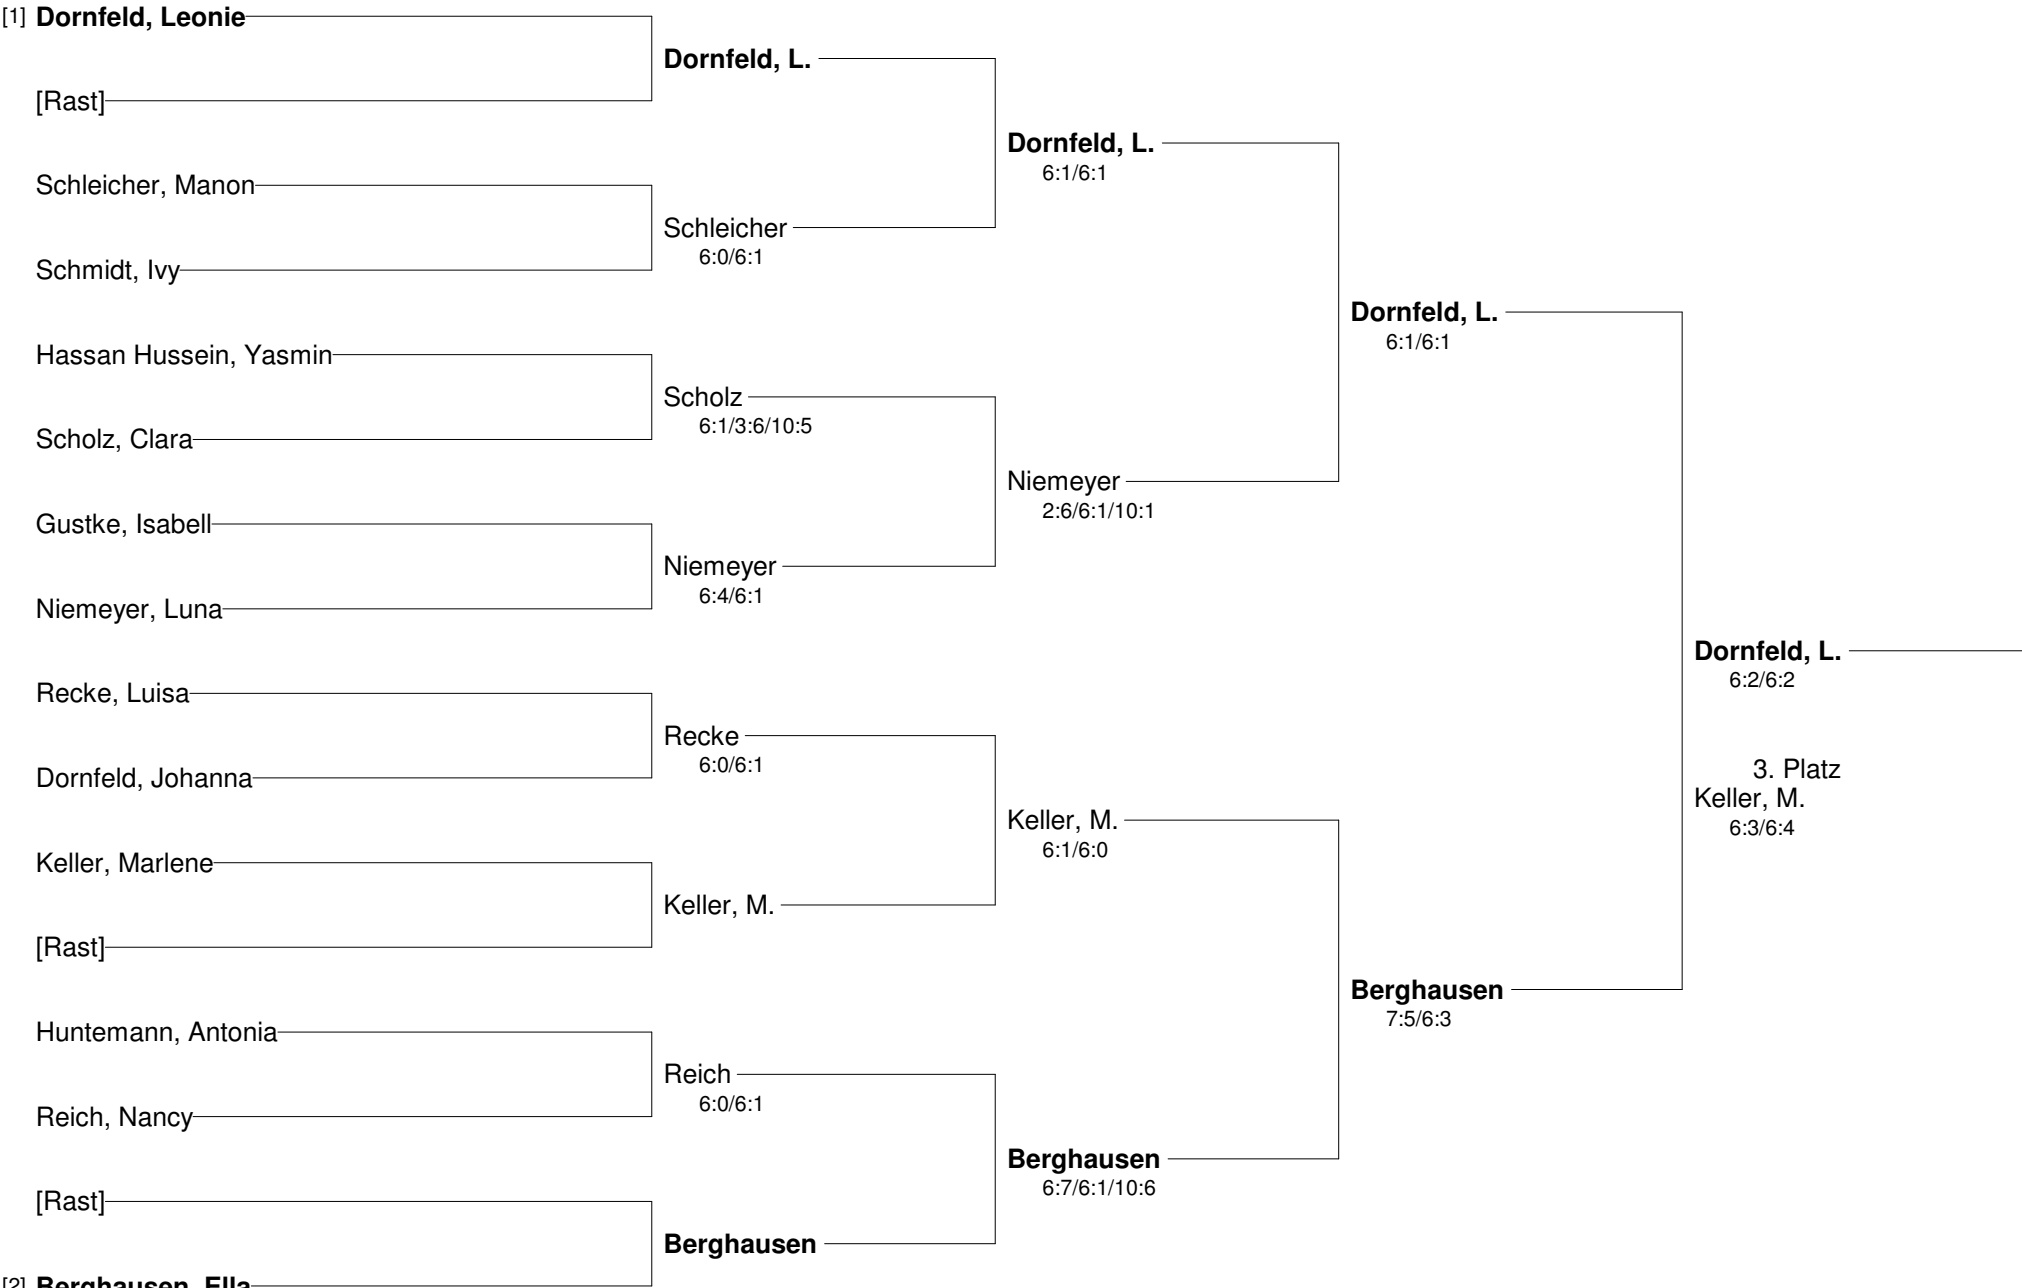 [1] Dornfeld, Leonie
[Rast]
Schleicher, Manon
Schmidt, Ivy
Hassan Hussein, Yasmin
Scholz, Clara
Gustke, Isabell
Niemeyer, Luna
Recke, Luisa
Dornfeld, Johanna
Keller, Marlene
[Rast]
Huntemann, Antonia
Reich, Nancy
[Rast]
[2] Berghausen, Ella
Dornfeld, L.
Schleicher
6:0/6:1
Scholz
6:1/3:6/10:5
Niemeyer
6:4/6:1
Recke
6:0/6:1
Keller, M.
Reich
6:0/6:1
Berghausen
Dornfeld, L.
6:1/6:1
Niemeyer
2:6/6:1/10:1
Keller, M.
6:1/6:0
Berghausen
6:7/6:1/10:6
Dornfeld, L.
6:1/6:1
Berghausen
7:5/6:3
Dornfeld, L.
6:2/6:2
3. Platz
Keller, M.
6:3/6:4